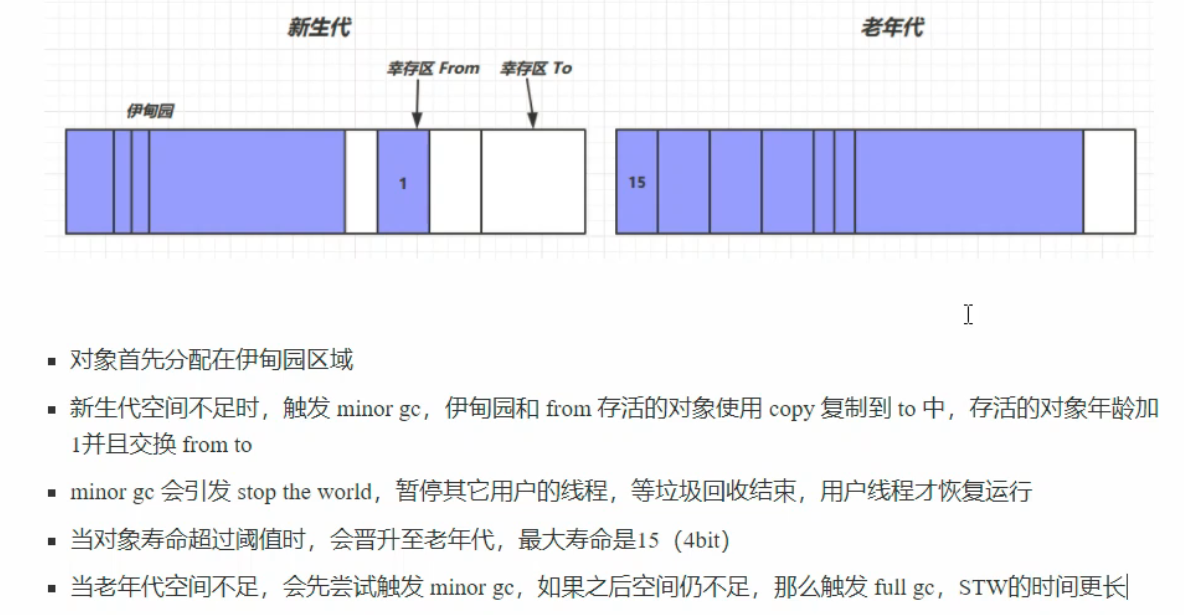 新生代
老年代
幸存区 From
幸存区 To
伊甸园
1
15
对象首先分配在伊甸园区域
新生代空间不足时，触发 minor gc，伊甸园和 from 存活的对象使用 copy 复制到 to 中，存活的对象年龄加
1并且交换 from to
minor gc 会引发 stop the world，暂停其它用户的线程，等垃圾回收结束，用户线程才恢复运行
当对象寿命超过阈值时，会晋升至老年代，最大寿命是15（4bit）
当老年代空间不足，会先尝试触发 minor gc，如果之后空间仍不足，那么触发 full gc，STW的时间更长